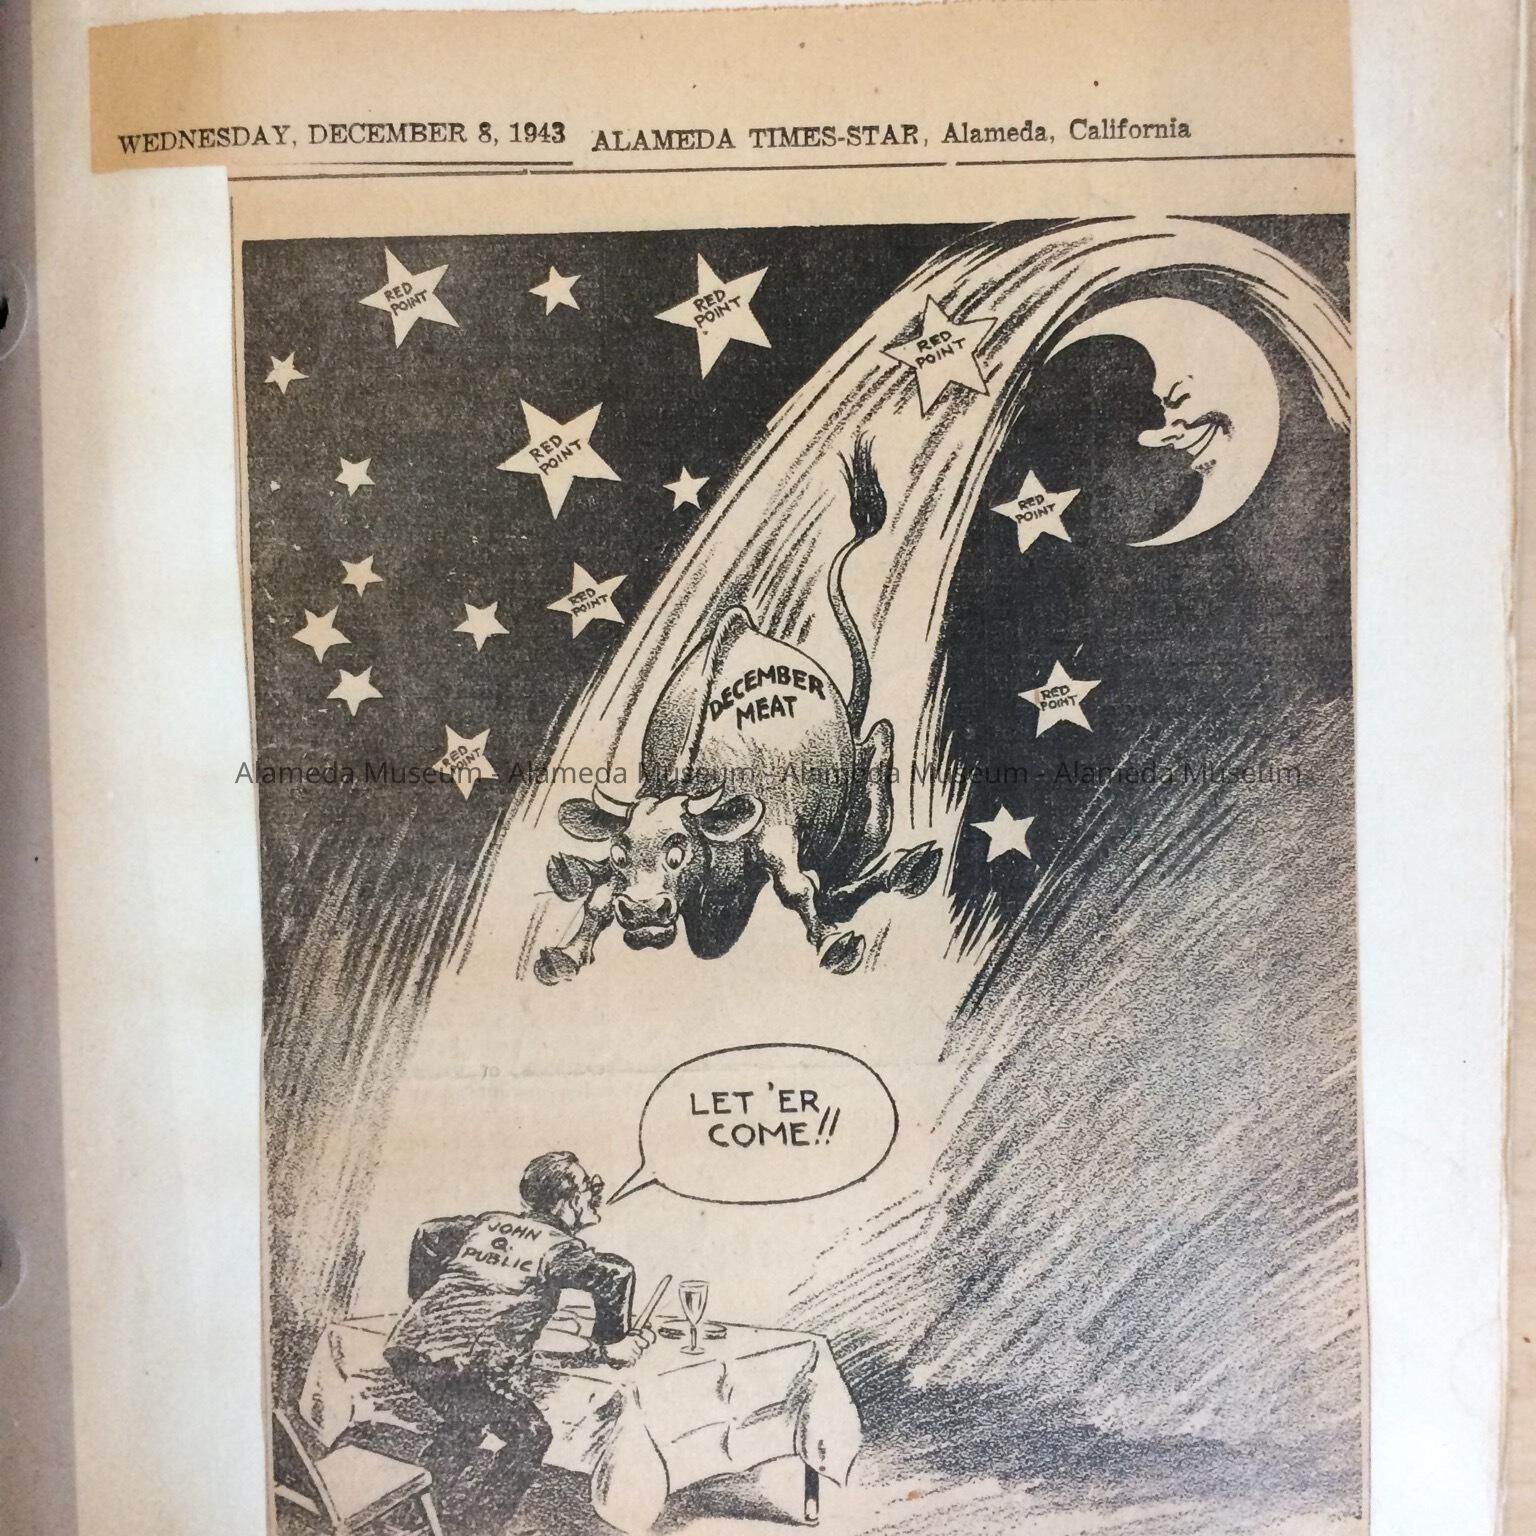 WEDNESDAY, DECEMBER 8, 1943 ALAMEDA TIMES-STAR, Alameda, California
RED
POINT
RED
POINT
RED
POINT
RED
POINT
RED
POINT
RED
POINT
DECEMBER
MEAT
RED
POINT
RED
POINT
Alameda Museum - Alameda Museum - Alameda Museum - Alameda Museum
LET 'ER
COME!!
JOHN
Q.
PUBLIC